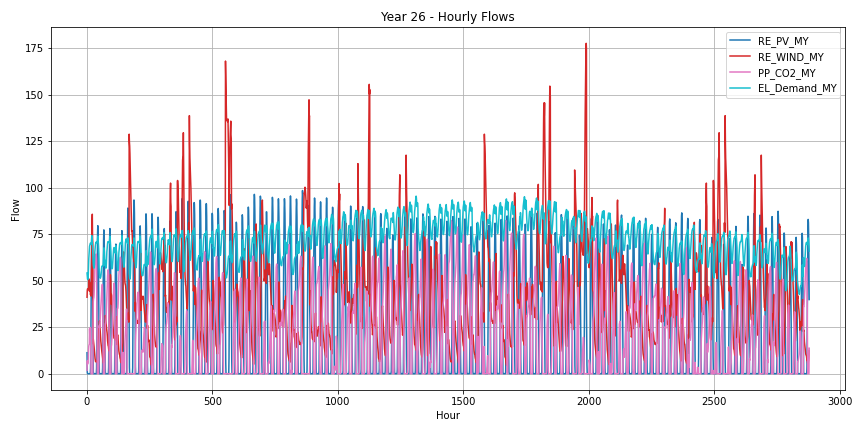 Year 26 - Hourly Flows
RE_PV_MY
RE_WIND_MY
PP_CO2_MY
EL_Demand_MY
Flow
175
150
125
100
75
50
25
0
0 500 1000 1500 2000 2500 3000
Hour